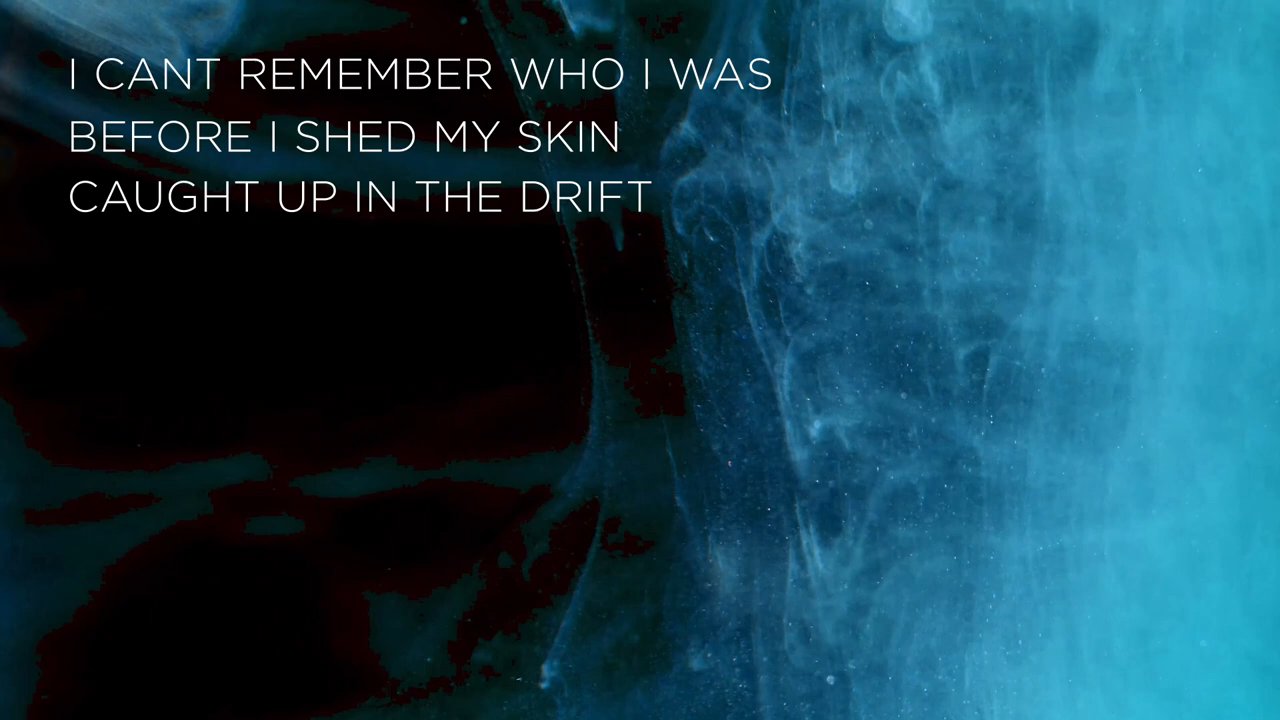 I CANT REMEMBER WHO I WAS
BEFORE I SHED MY SKIN
CAUGHT UP IN THE DRIFT